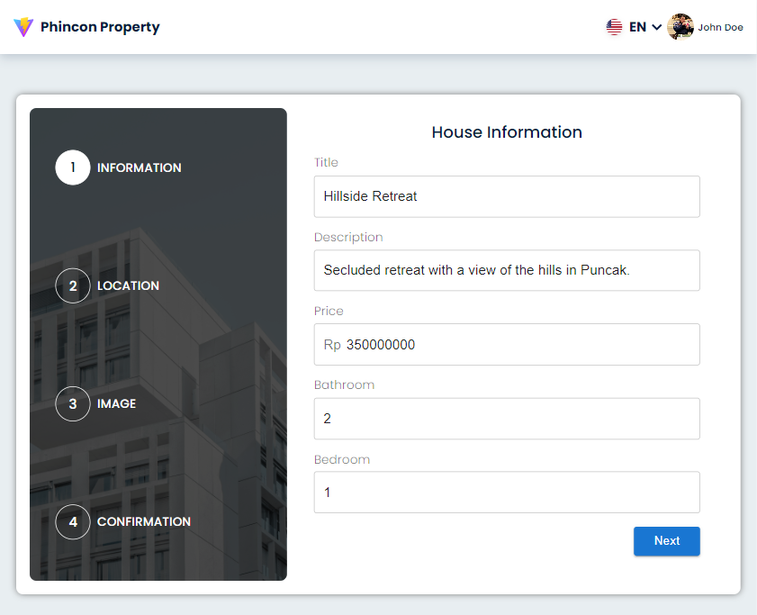 Phincon Property
EN
John Doe
1 INFORMATION
2 LOCATION
3 IMAGE
4 CONFIRMATION
House Information
Title
Hillside Retreat
Description
Secluded retreat with a view of the hills in Puncak.
Price
Rp 350000000
Bathroom
2
Bedroom
1
Next